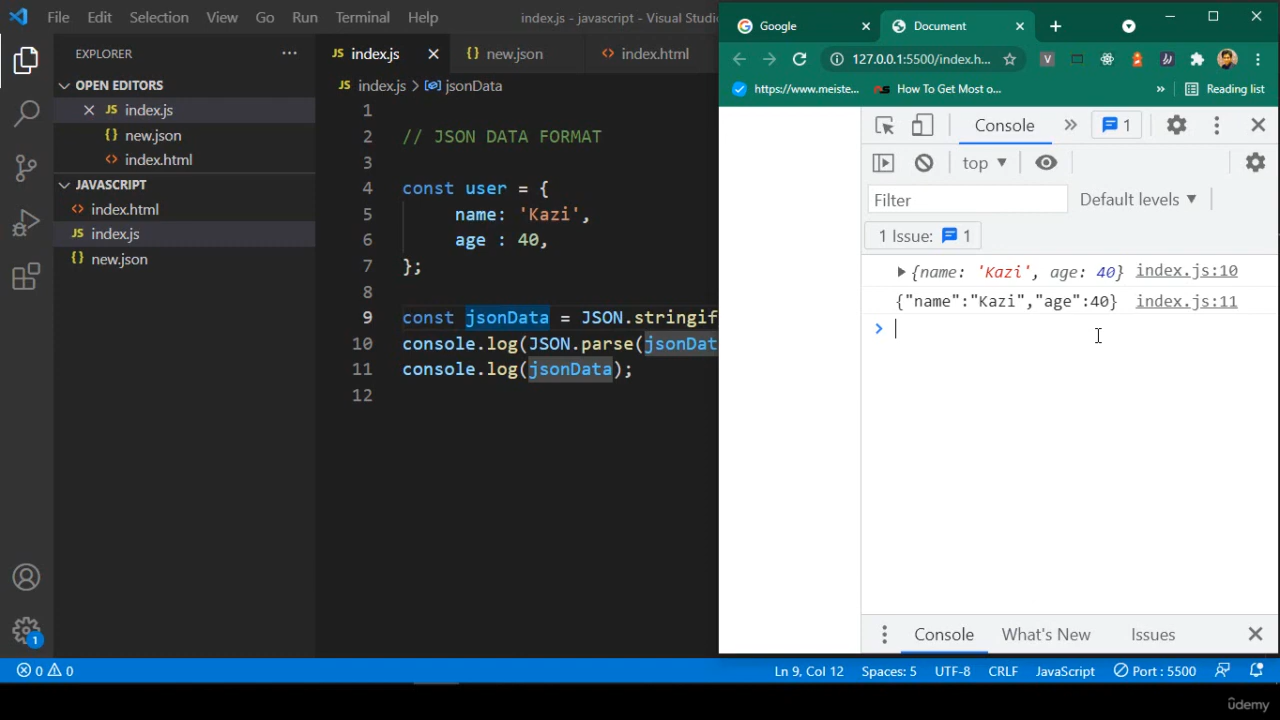 File Edit Selection View Go Run Terminal Help index.js - javascript - Visual Studi
EXPLORER
OPEN EDITORS
index.js
new.json
index.html
JAVASCRIPT
index.html
index.js
new.json
index.js new.json index.html
index.js > jsonData
1
2 // JSON DATA FORMAT
3
4 const user = {
5 name: 'Kazi',
6 age : 40,
7 };
8
9 const jsonData = JSON.stringif
10 console.log(JSON.parse(jsonDat
11 console.log(jsonData);
12
0 0 Ln 9, Col 12 Spaces: 5 UTF-8 CRLF JavaScript Port : 5500
1
Google Document
127.0.0.1:5500/index.h...
https://www.meiste... How To Get Most o... » Reading list
Console » 1
top
Filter Default levels ▼
1 Issue: 1
{name: 'Kazi', age: 40} index.js:10
{"name":"Kazi","age":40} index.js:11
>
Console What's New Issues
ûdemy